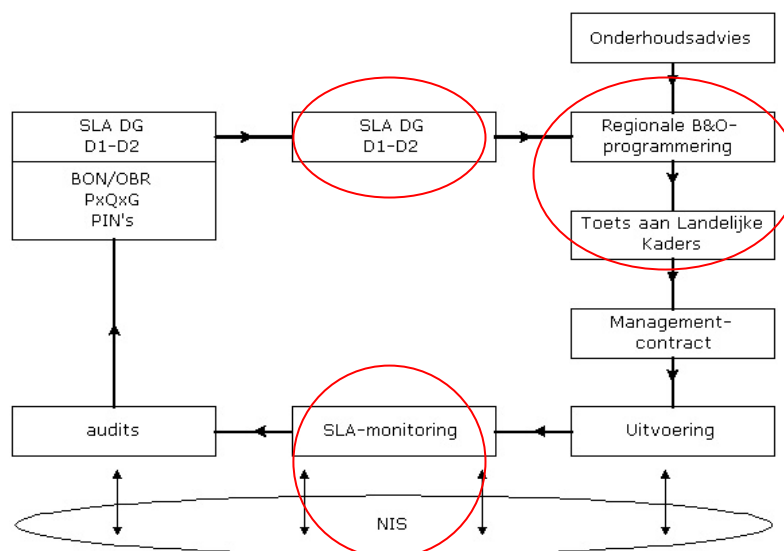 Onderhoudsadvies
SLA DG
D1-D2
BON/OBR
PxQxG
PIN's
SLA DG
D1-D2
Regionale B&O-
programmering
Toets aan Landelijke
Kaders
Management-
contract
audits
SLA-monitoring
Uitvoering
NIS